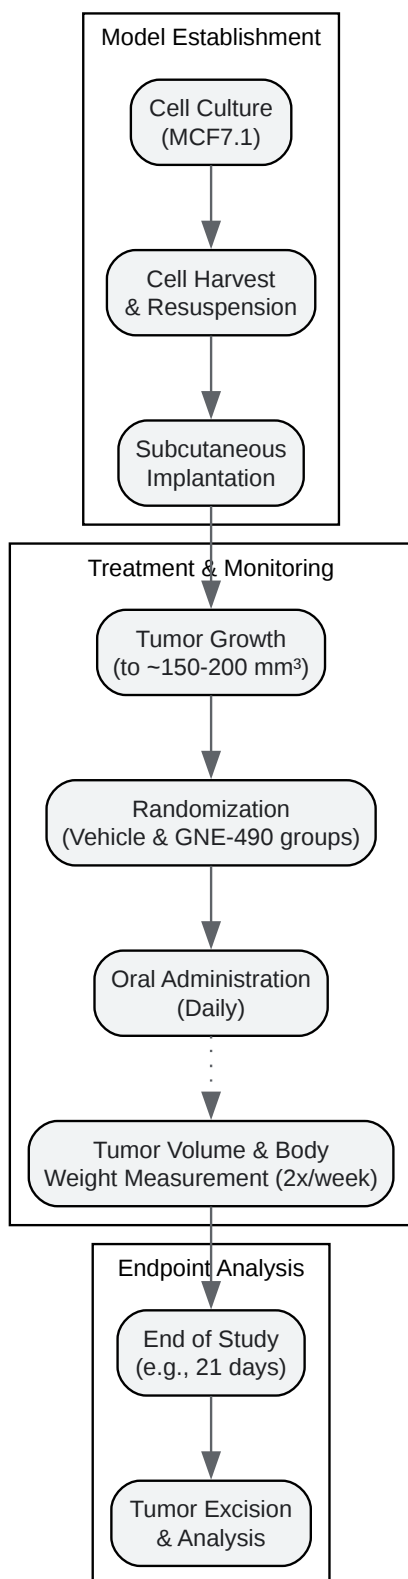 Model Establishment
Cell Culture
(MCF7.1)
Cell Harvest
& Resuspension
Subcutaneous
Implantation
Treatment & Monitoring
Tumor Growth
(to ~150-200 mm³)
Randomization
(Vehicle & GNE-490 groups)
Oral Administration
(Daily)
Tumor Volume & Body
Weight Measurement (2x/week)
Endpoint Analysis
End of Study
(e.g., 21 days)
Tumor Excision
& Analysis